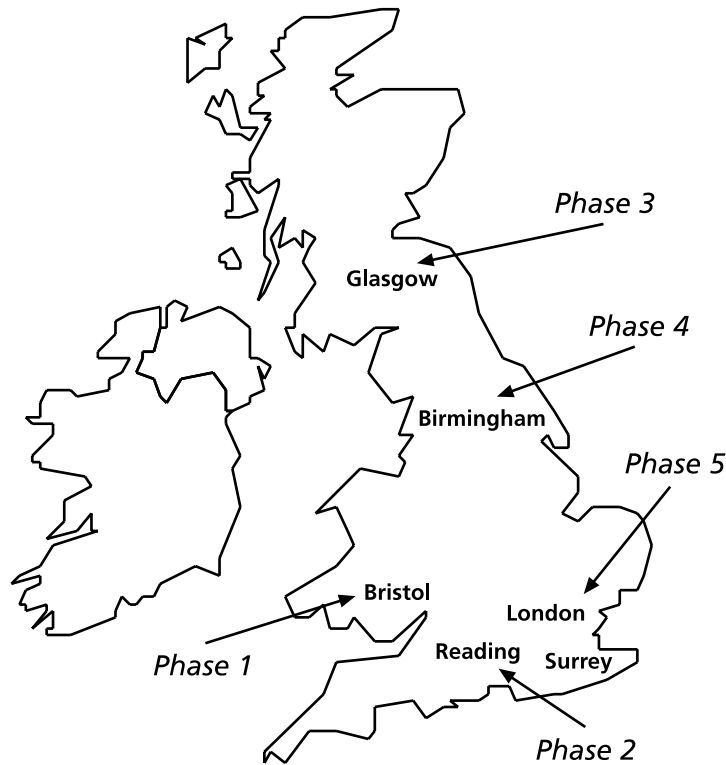 Phase 3
Glasgow
Phase 4
Birmingham
Phase 5
Bristol
London
Phase 1
Reading
Surrey
Phase 2